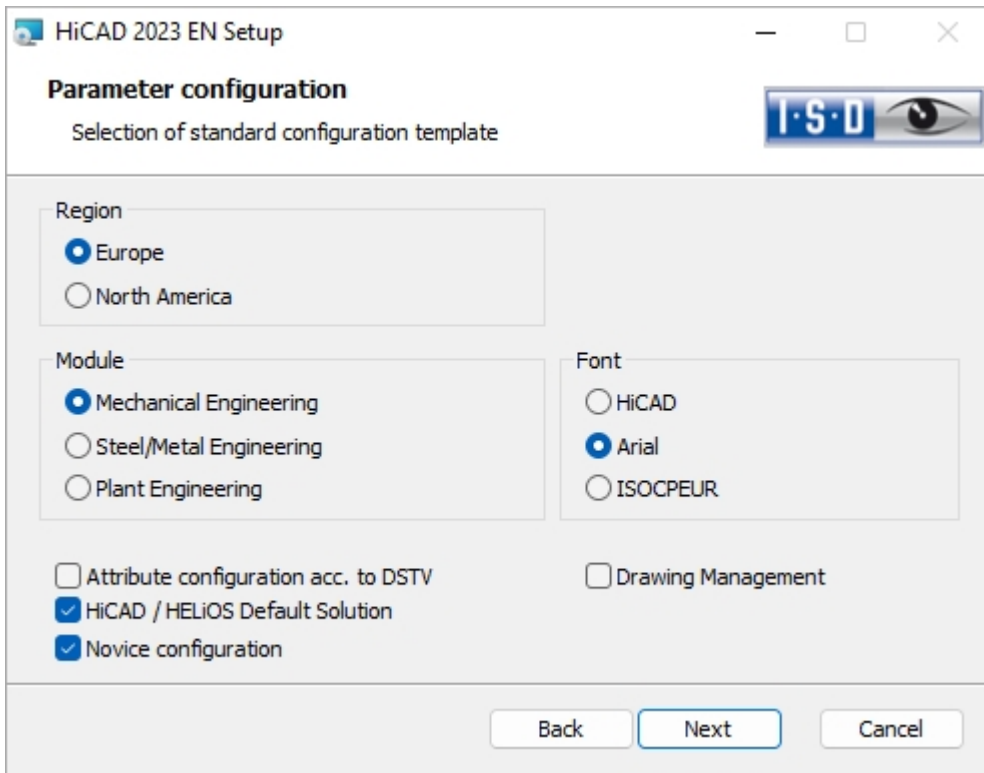 HiCAD 2023 EN Setup
Parameter configuration
Selection of standard configuration template
I·S·D
Region
Europe
North America
Module
Mechanical Engineering
Steel/Metal Engineering
Plant Engineering
Font
HiCAD
Arial
ISOCPEUR
Attribute configuration acc. to DSTV
Drawing Management
HiCAD / HELiOS Default Solution
Novice configuration
Back Next Cancel